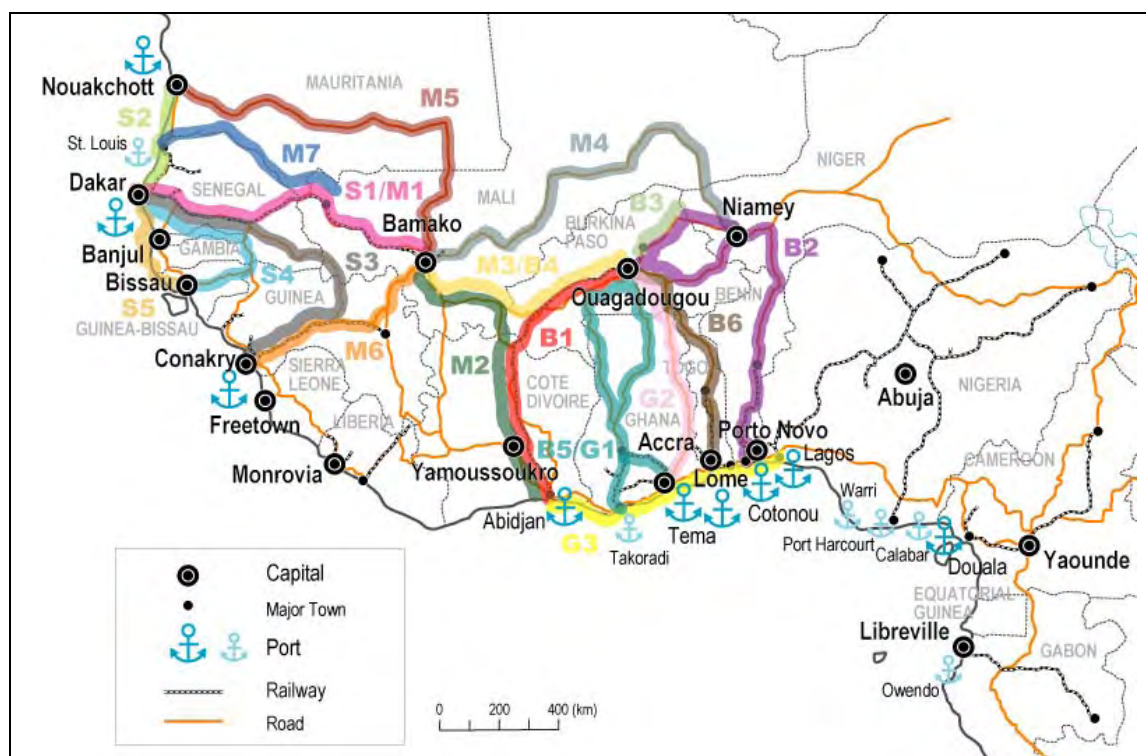 Nouakchott
MAURITANIA
M5
S2
St. Louis
M7
M4
NIGER
Dakar
SENEGAL
S1/M1
MALI
Bamako
B3
BURKINA
PASO
Niamey
Banjul
GAMBIA
S3
M3/B4
B2
Bissau
S4
S5
GUINEA
Ouagadougou
BENIN
GUINEA-BISSAU
B1
B6
Conakry
M6
SIERRA
LEONE
M2
COTE
DIVOIRE
TOGO
G2
GHANA
Abuja
NIGERIA
Freetown
LIBERIA
Accra
Porto Novo
B5/G1
Lome
Lagos
Monrovia
Yamoussoukro
CAMEROON
Abidjan
Cotonou
Warri
Tema
G3
Takoradi
Port Harcourt
Calabar
Douala
Yaounde
EQUATORIAL
GUINEA
Libreville
GABON
Owendo
Capital
Major Town
Port
Railway
Road
0 200 400 (km)